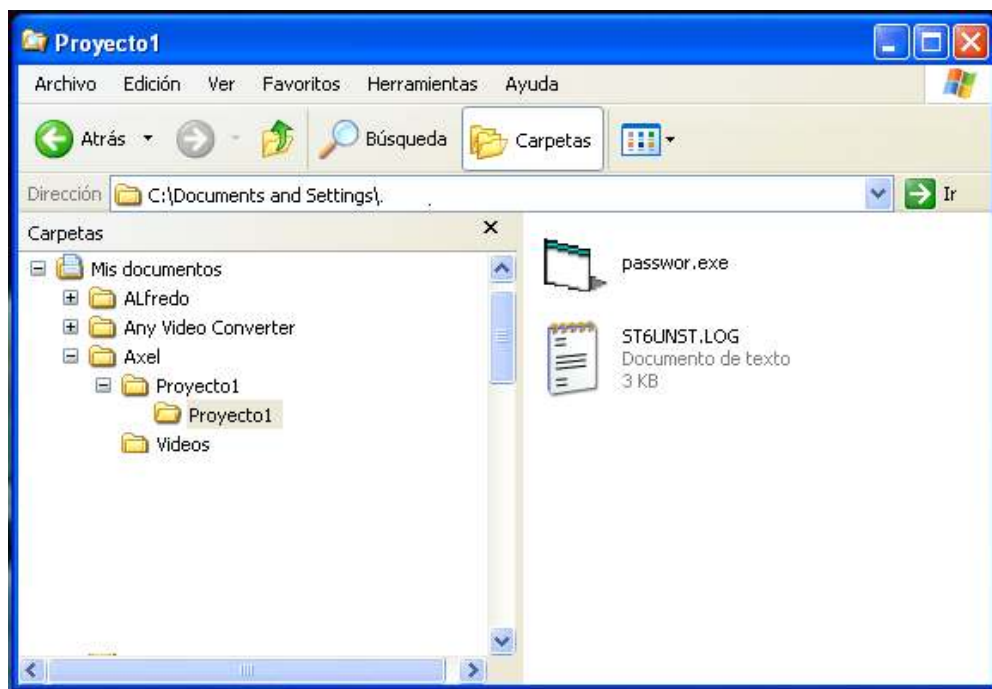 Proyecto1
Archivo Edición Ver Favoritos Herramientas Ayuda
Atrás Búsqueda Carpetas
Dirección C:\Documents and Settings\. Ir
Carpetas
Mis documentos
ALfredo
Any Video Converter
Axel
Proyecto1
Proyecto1
Videos
passwor.exe
ST6UNST.LOG
Documento de texto
3 KB